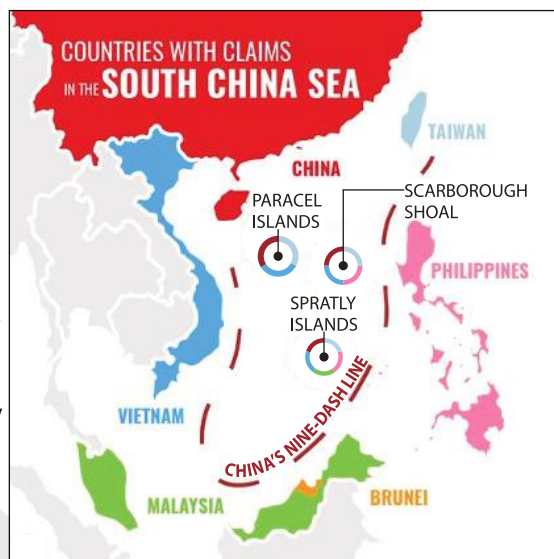 COUNTRIES WITH CLAIMS
IN THE SOUTH CHINA SEA
TAIWAN
CHINA
PARACEL
ISLANDS
SCARBOROUGH
SHOAL
PHILIPPINES
SPRATLY
ISLANDS
VIETNAM
CHINA'S NINE-DASH LINE
MALAYSIA
BRUNEI